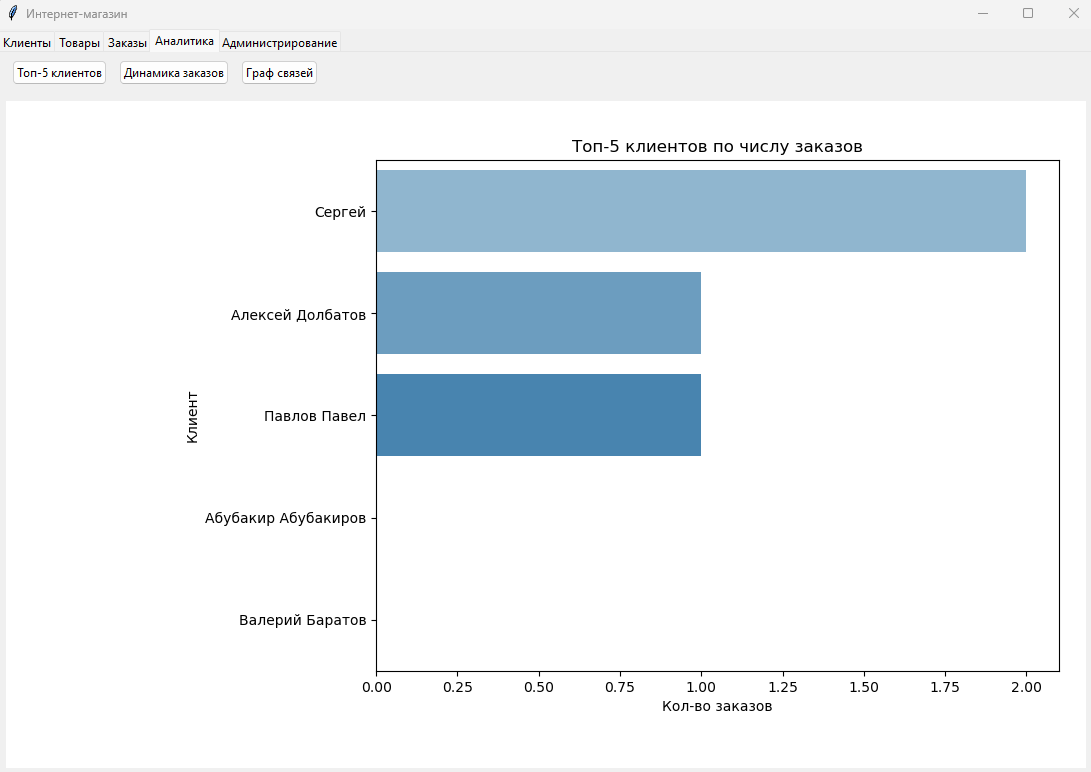 Интернет-магазин
Клиенты Товары Заказы Аналитика Администрирование
Топ-5 клиентов Динамика заказов Граф связей
Топ-5 клиентов по числу заказов
Клиент
Сергей
Алексей Долбатов
Павлов Павел
Абубакир Абубакиров
Валерий Баратов
0.00 0.25 0.50 0.75 1.00 1.25 1.50 1.75 2.00
Кол-во заказов